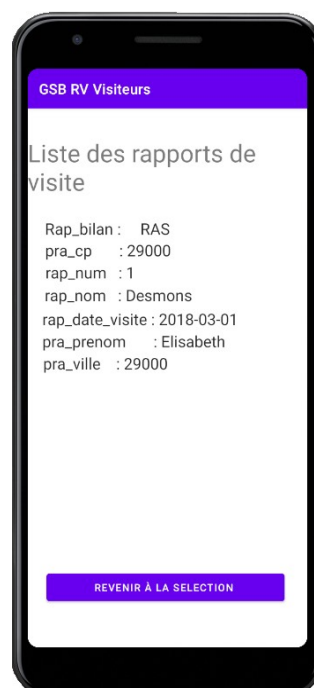 GSB RV Visiteurs
Liste des rapports de
visite
Rap_bilan : RAS
pra_cp : 29000
rap_num : 1
rap_nom : Desmons
rap_date_visite : 2018-03-01
pra_prenom : Elisabeth
pra_ville : 29000
REVENIR À LA SELECTION